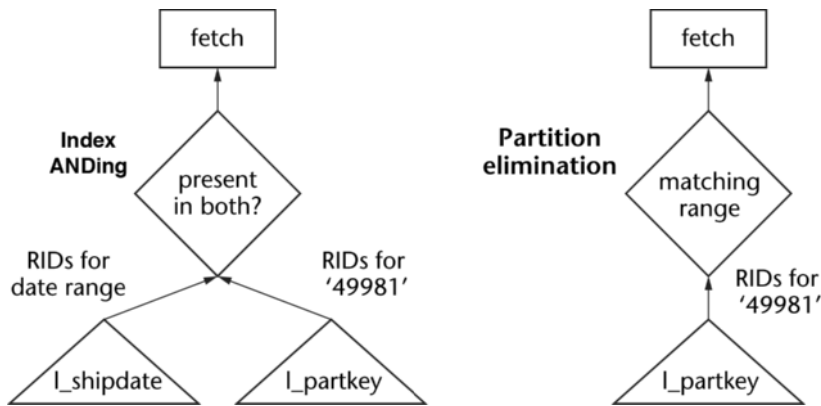 fetch
Index
ANDing
present
in both?
RIDs for
date range
RIDs for
‘49981’
l_shipdate
l_partkey
fetch
Partition
elimination
matching
range
RIDs for
‘49981’
l_partkey